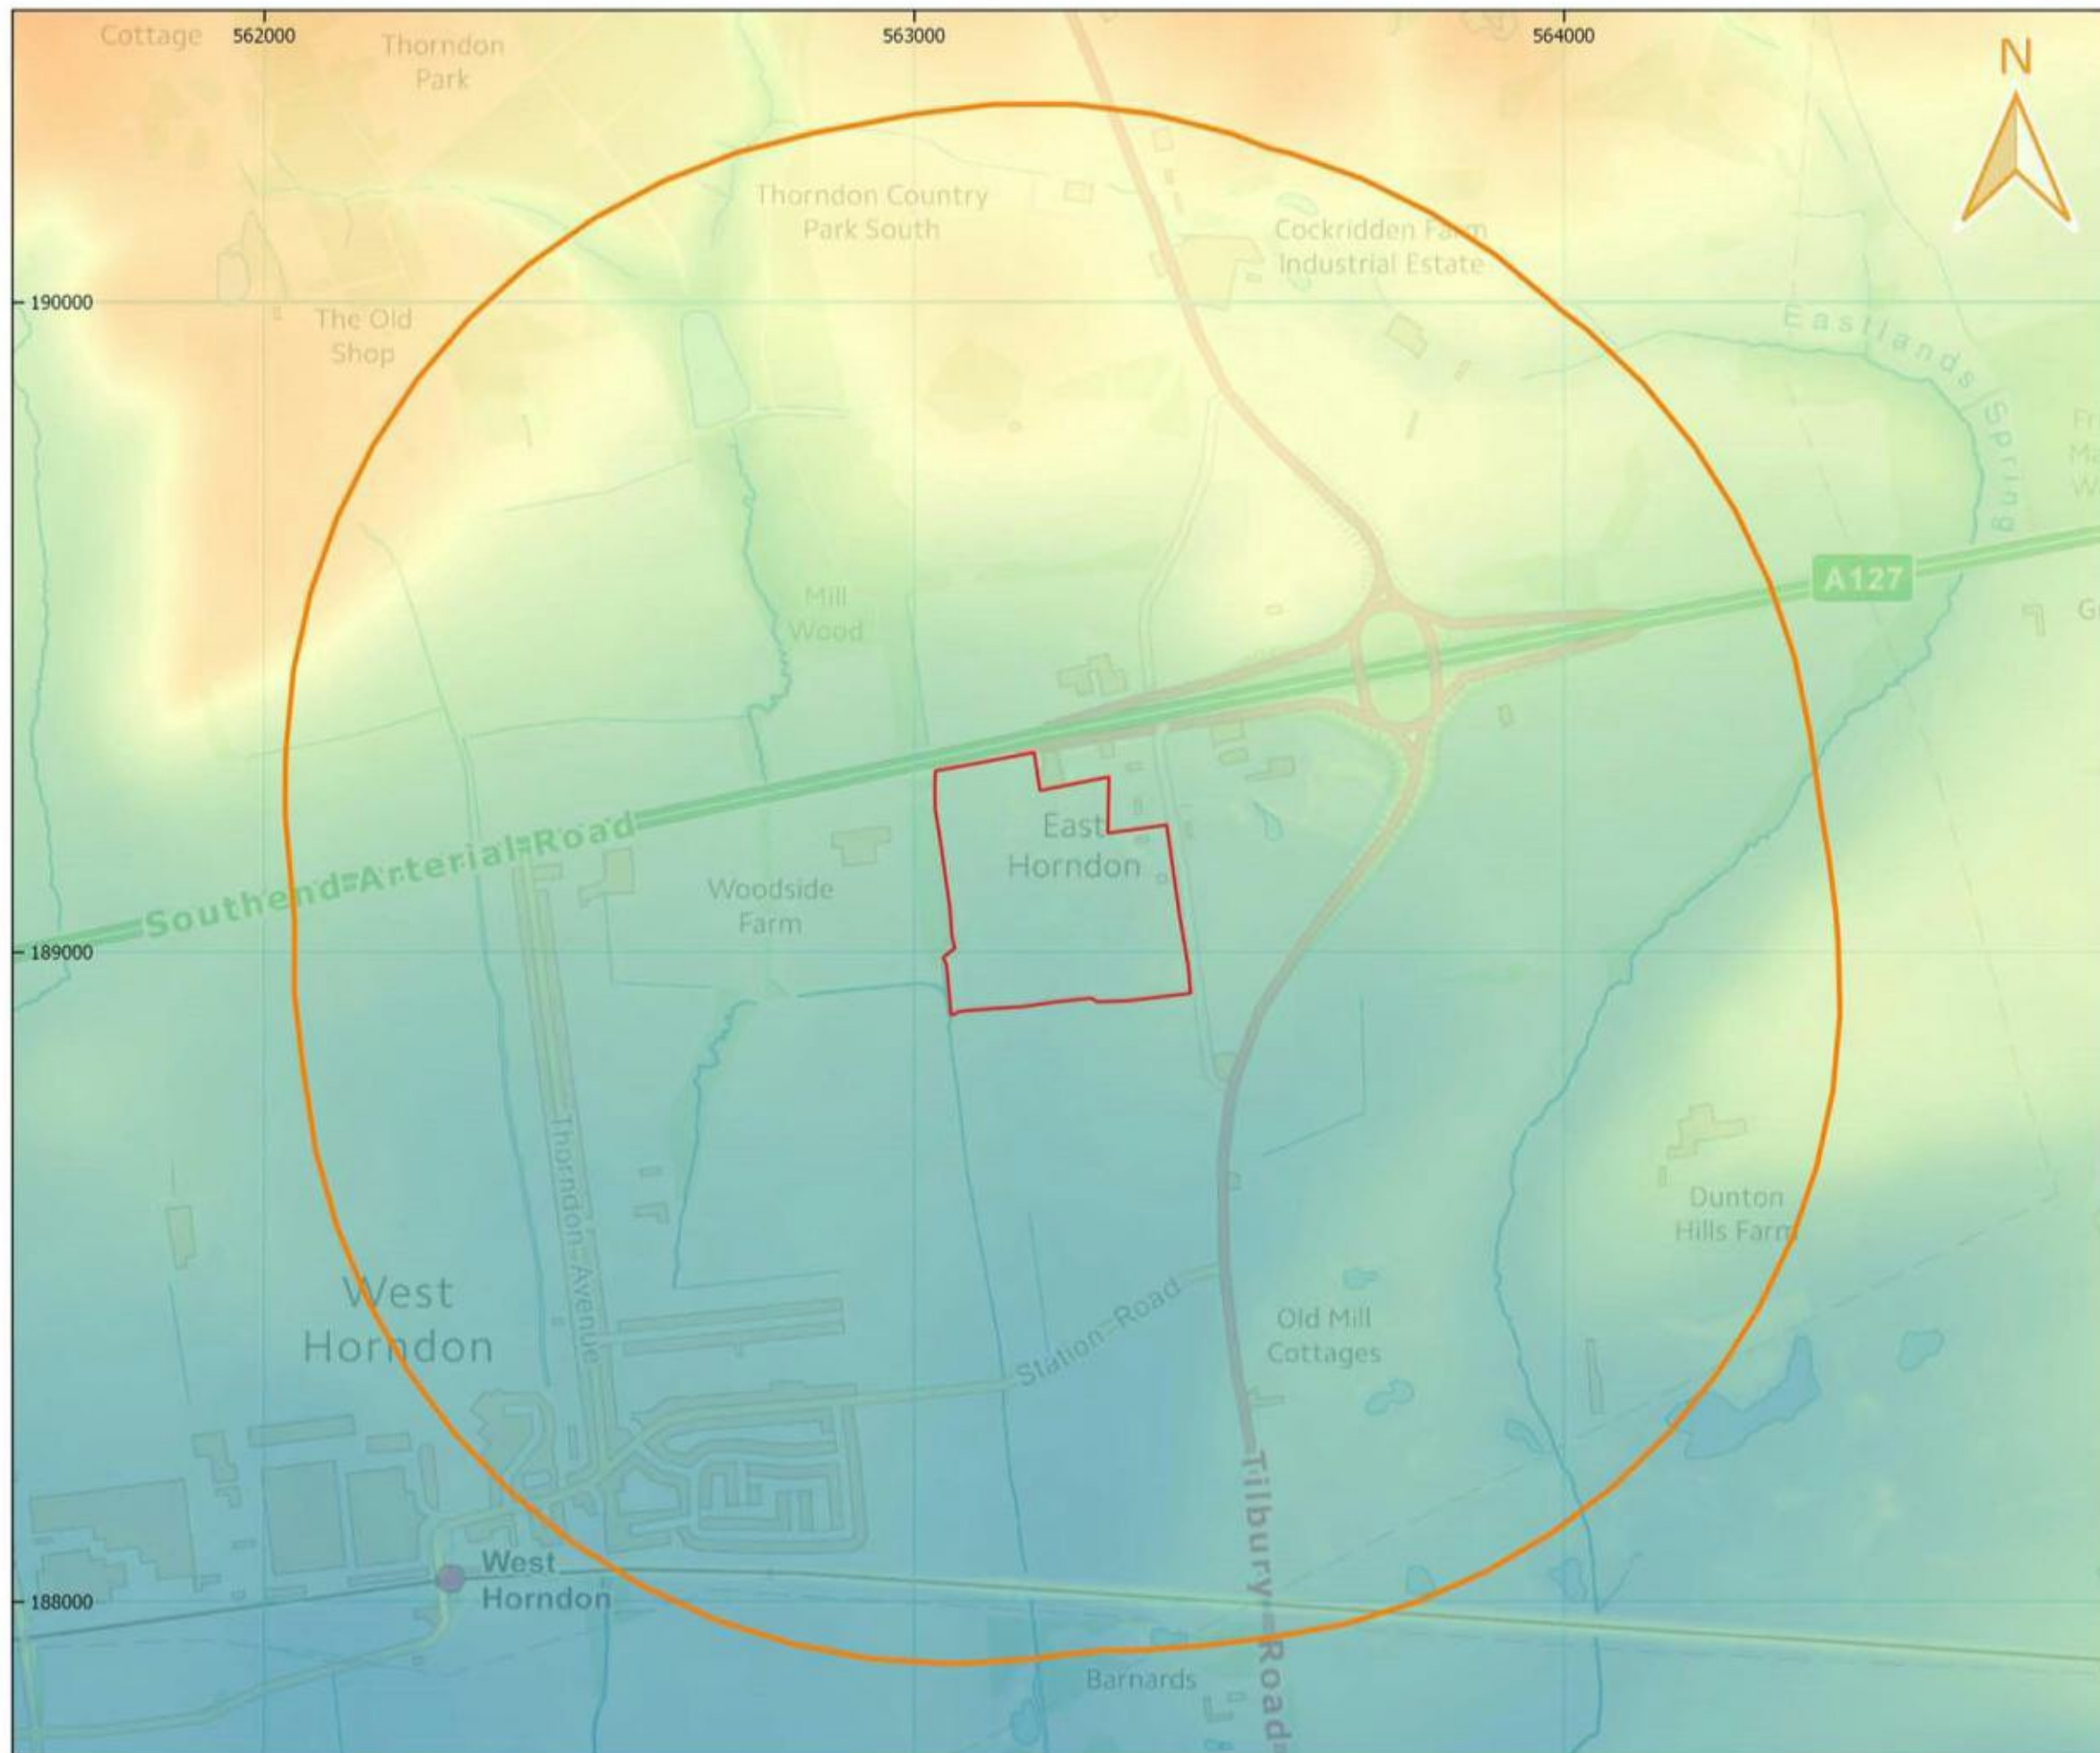 Cottage
562000
Thorndon
Park
563000
564000
N
Thorndon Country
Park South
Cockridden Farm
Industrial Estate
190000
The Old
Shop
Eastlands Spring
Mill
Wood
A127
East
Horndon
Southend Arterial Road
Woodside
Farm
189000
Thorndon Avenue
Dunton
Hills Farm
West
Horndon
Station Road
Old Mill
Cottages
Tilbury Road
West
Horndon
188000
Barnards